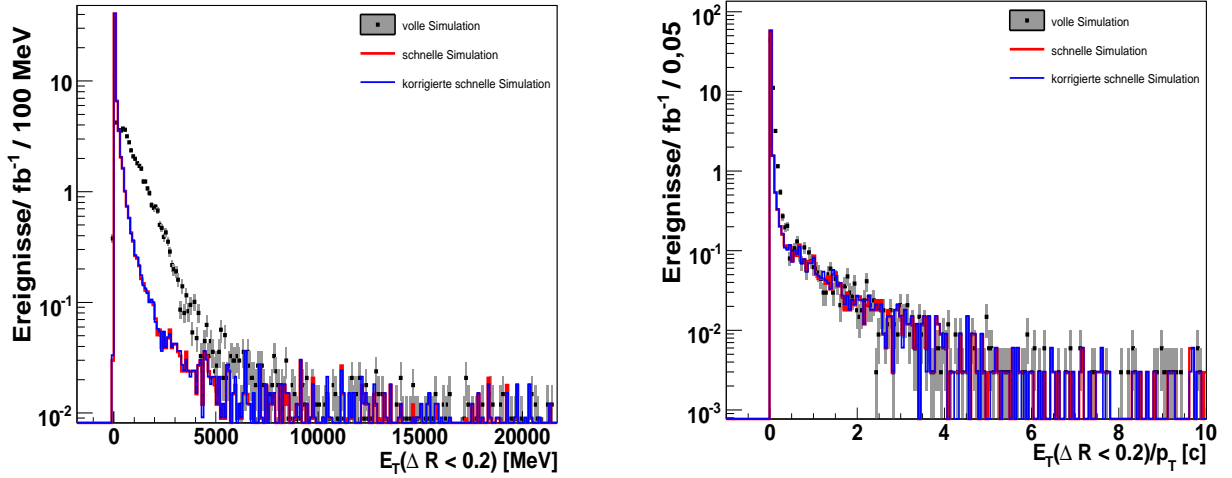 Ereignisse/ fb⁻¹ / 100 MeV
10
1
10⁻¹
10⁻²
volle Simulation
schnelle Simulation
korrigierte schnelle Simulation
0 5000 10000 15000 20000
E_T(Δ R < 0.2) [MeV]
Ereignisse/ fb⁻¹ / 0,05
10²
10
1
10⁻¹
10⁻²
10⁻³
volle Simulation
schnelle Simulation
korrigierte schnelle Simulation
0 2 4 6 8 10
E_T(Δ R < 0.2)/p_T [c]